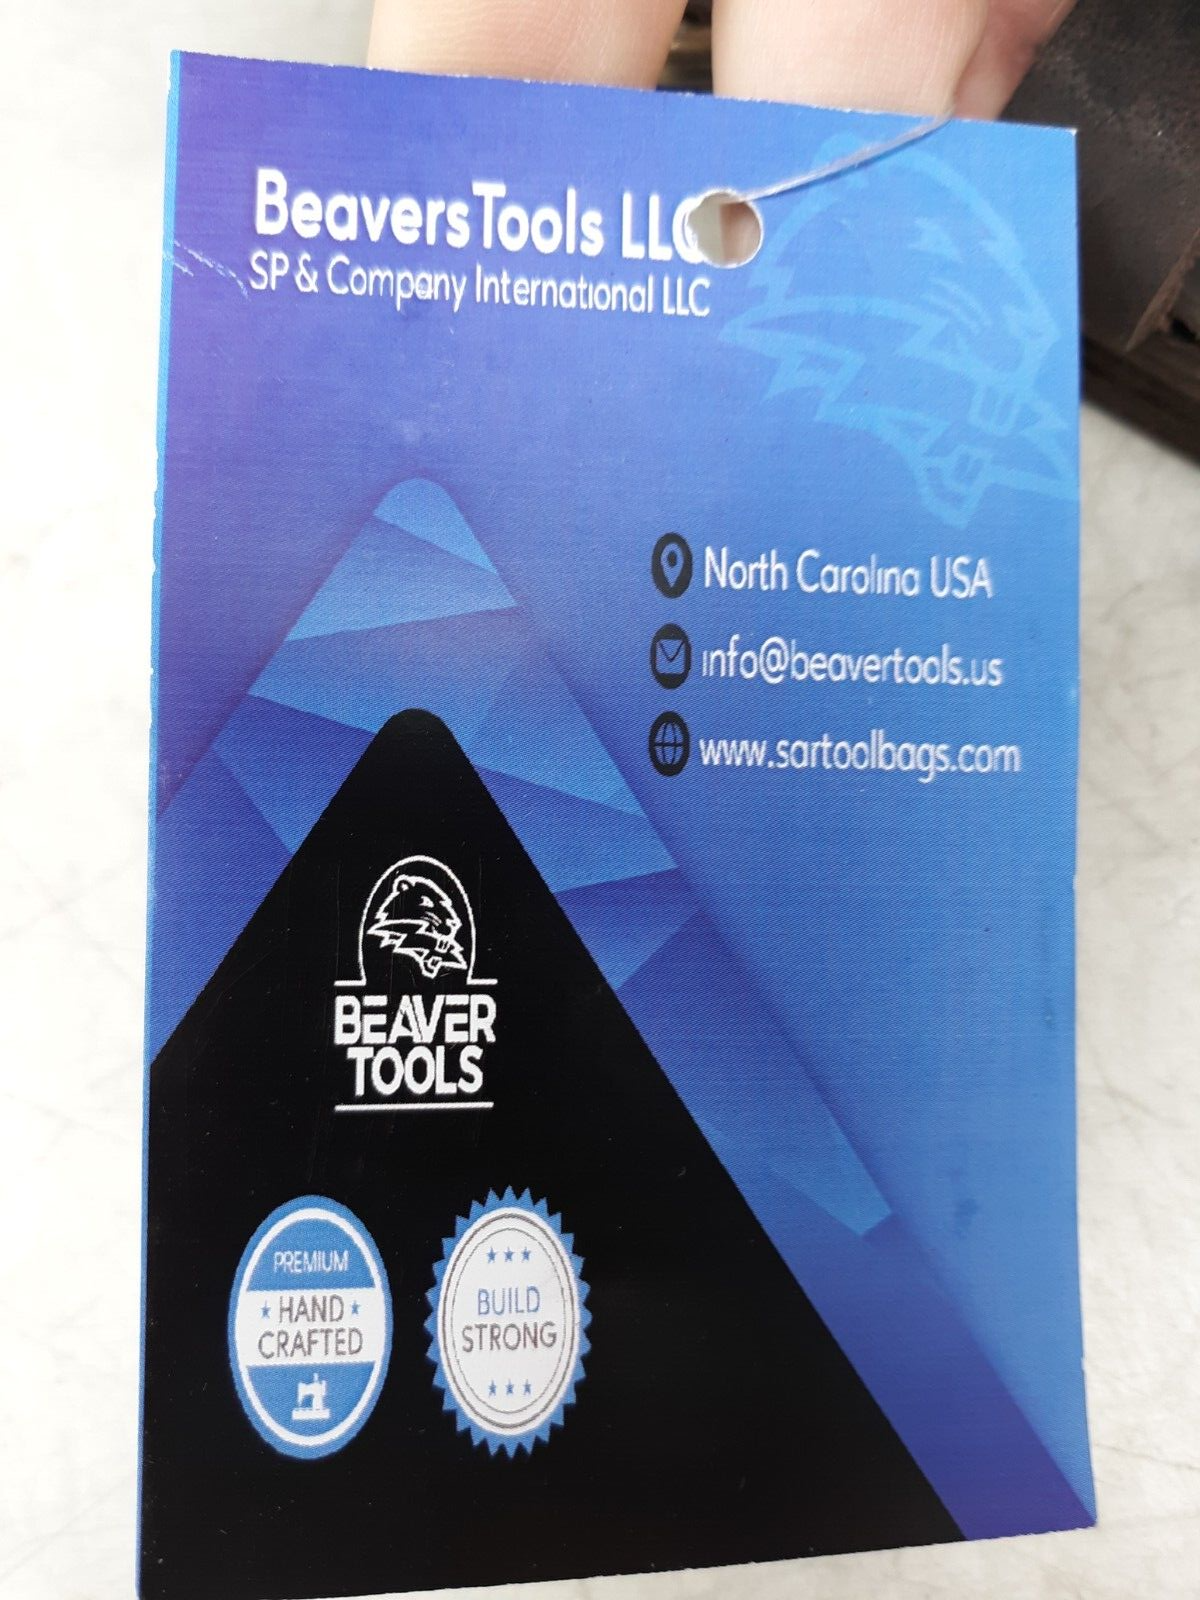 BeaversTools LLC
SP & Company International LLC
North Carolina USA
info@beavertools.us
www.sartoolbags.com
BEAVER
TOOLS
PREMIUM
HAND
CRAFTED
BUILD
STRONG